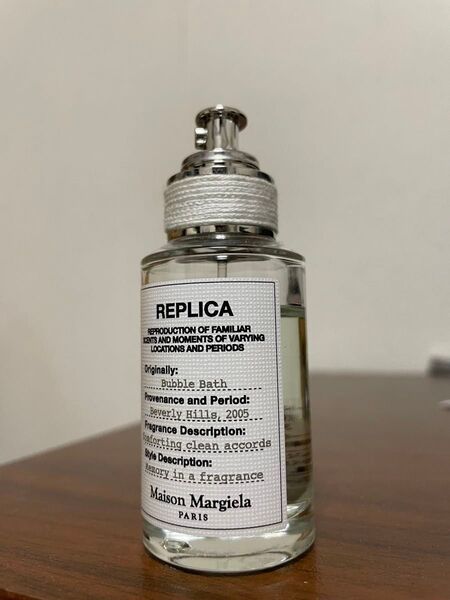 REPLICA
REPRODUCTION OF FAMILIAR
SCENTS AND MOMENTS OF VARYING
LOCATIONS AND PERIODS
Originally:
Bubble Bath
Provenance and Period:
Beverly Hills, 2005
Fragrance Description:
Comforting clean accords
Style Description:
Memory in a fragrance
Maison Margiela
PARIS